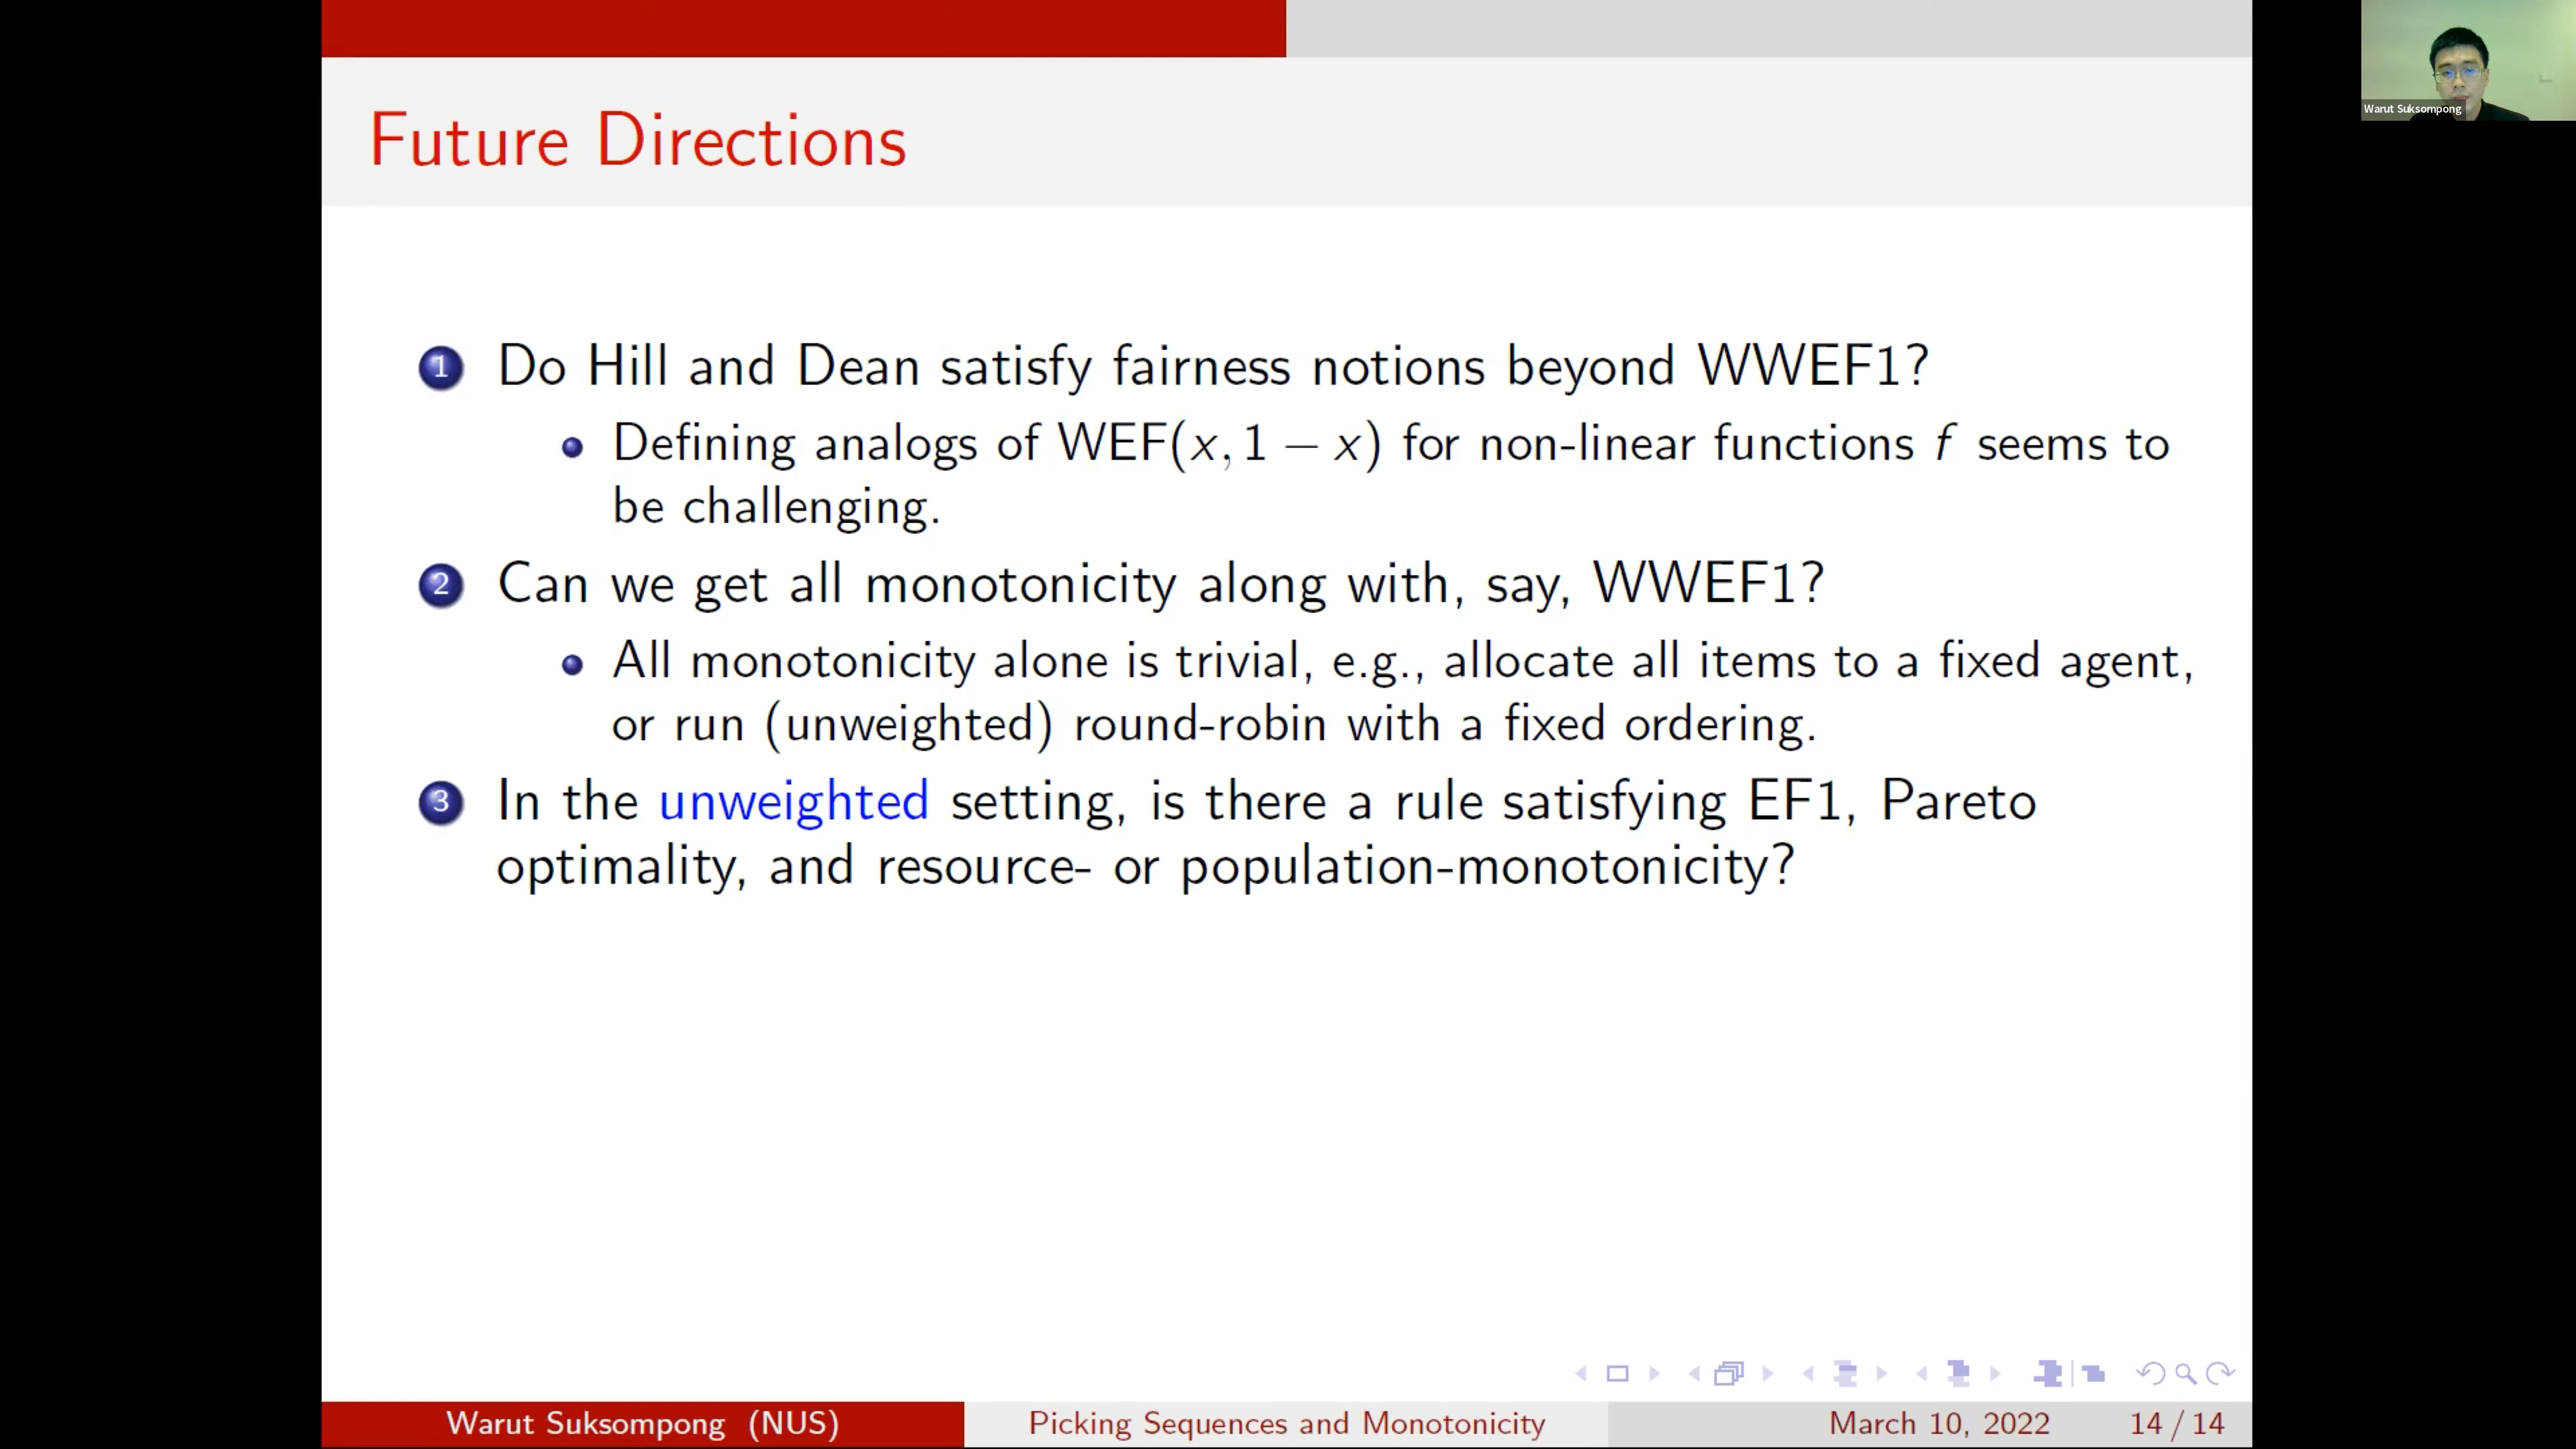 Warut Suksompong
Future Directions
1 Do Hill and Dean satisfy fairness notions beyond WWEF1?
Defining analogs of WEF(x, 1 − x) for non-linear functions f seems to
be challenging.
2 Can we get all monotonicity along with, say, WWEF1?
All monotonicity alone is trivial, e.g., allocate all items to a fixed agent,
or run (unweighted) round-robin with a fixed ordering.
3 In the unweighted setting, is there a rule satisfying EF1, Pareto
optimality, and resource- or population-monotonicity?
Warut Suksompong (NUS) Picking Sequences and Monotonicity March 10, 2022 14 / 14